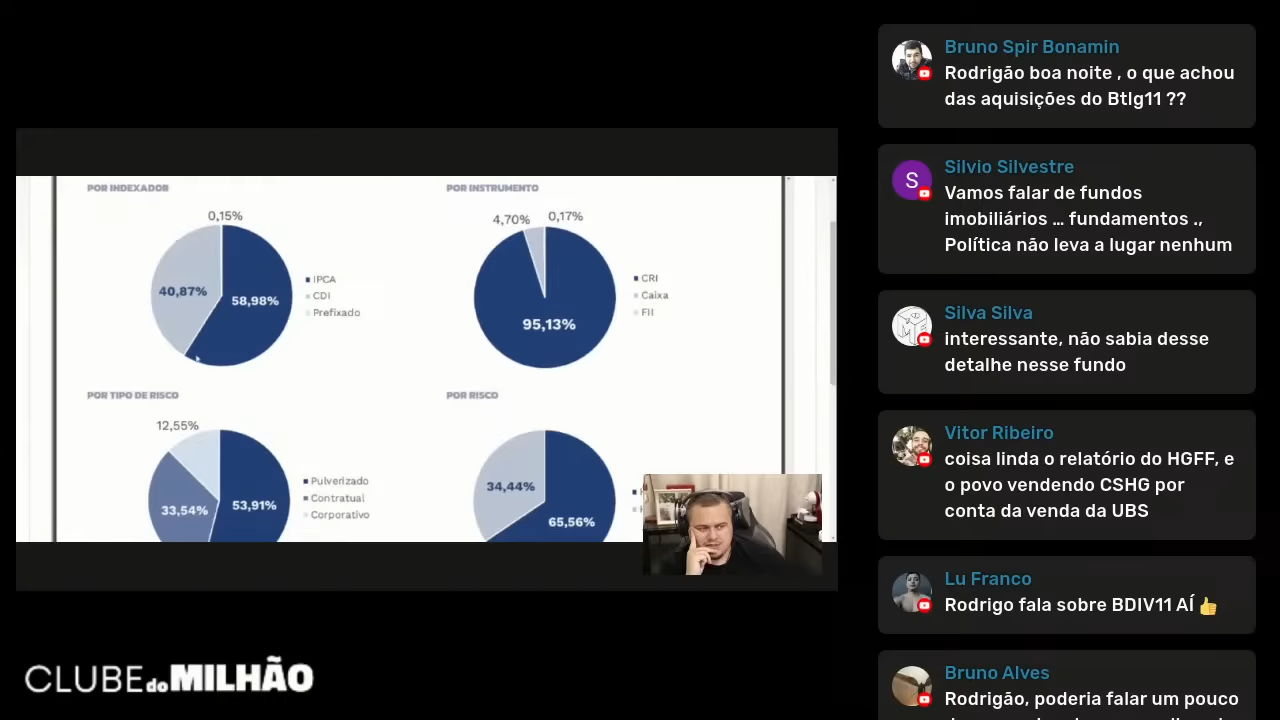 POR INDEXADOR
0,15%
40,87%
58,98%
IPCA
CDI
Prefixado
POR INSTRUMENTO
4,70%
0,17%
95,13%
CRI
Caixa
FII
POR TIPO DE RISCO
12,55%
33,54%
53,91%
Pulverizado
Contratual
Corporativo
POR RISCO
34,44%
65,56%
CLUBE do MILHÃO
Bruno Spir Bonamin
Rodrigão boa noite , o que achou
das aquisições do Btlg11 ??
S
Silvio Silvestre
Vamos falar de fundos
imobiliários ... fundamentos .,
Política não leva a lugar nenhum
Silva Silva
interessante, não sabia desse
detalhe nesse fundo
Vitor Ribeiro
coisa linda o relatório do HGFF, e
o povo vendendo CSHG por
conta da venda da UBS
Lu Franco
Rodrigo fala sobre BDIV11 AÍ 👍
Bruno Alves
Rodrigão, poderia falar um pouco